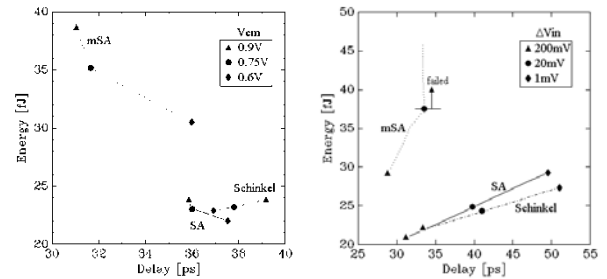 Vcm
0.9V
0.75V
0.6V
mSA
Schinkel
SA
Energy [fJ]
40
35
30
25
20
30
32
34
36
38
40
Delay [ps]
ΔVin
200mV
20mV
1mV
failed
mSA
SA
Schinkel
Energy [fJ]
50
45
40
35
30
25
20
25
30
35
40
45
50
55
Delay [ps]